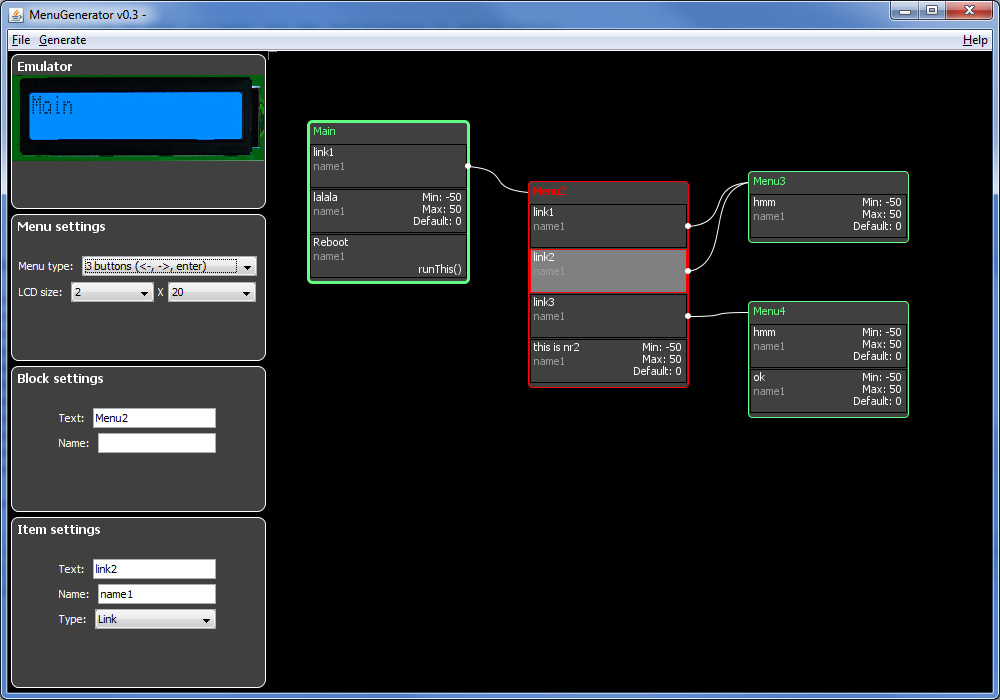 MenuGenerator v0.3 -
File Generate Help
Emulator
Main
Menu settings
Menu type: 3 buttons (<-, ->, enter)
LCD size: 2 X 20
Block settings
Text: Menu2
Name:
Item settings
Text: link2
Name: name1
Type: Link
Main
link1
name1
lalala Min: -50
name1 Max: 50
Default: 0
Reboot
name1
runThis()
Menu2
link1
name1
link2
name1
link3
name1
this is nr2 Min: -50
name1 Max: 50
Default: 0
Menu3
hmm Min: -50
name1 Max: 50
Default: 0
Menu4
hmm Min: -50
name1 Max: 50
Default: 0
ok Min: -50
name1 Max: 50
Default: 0